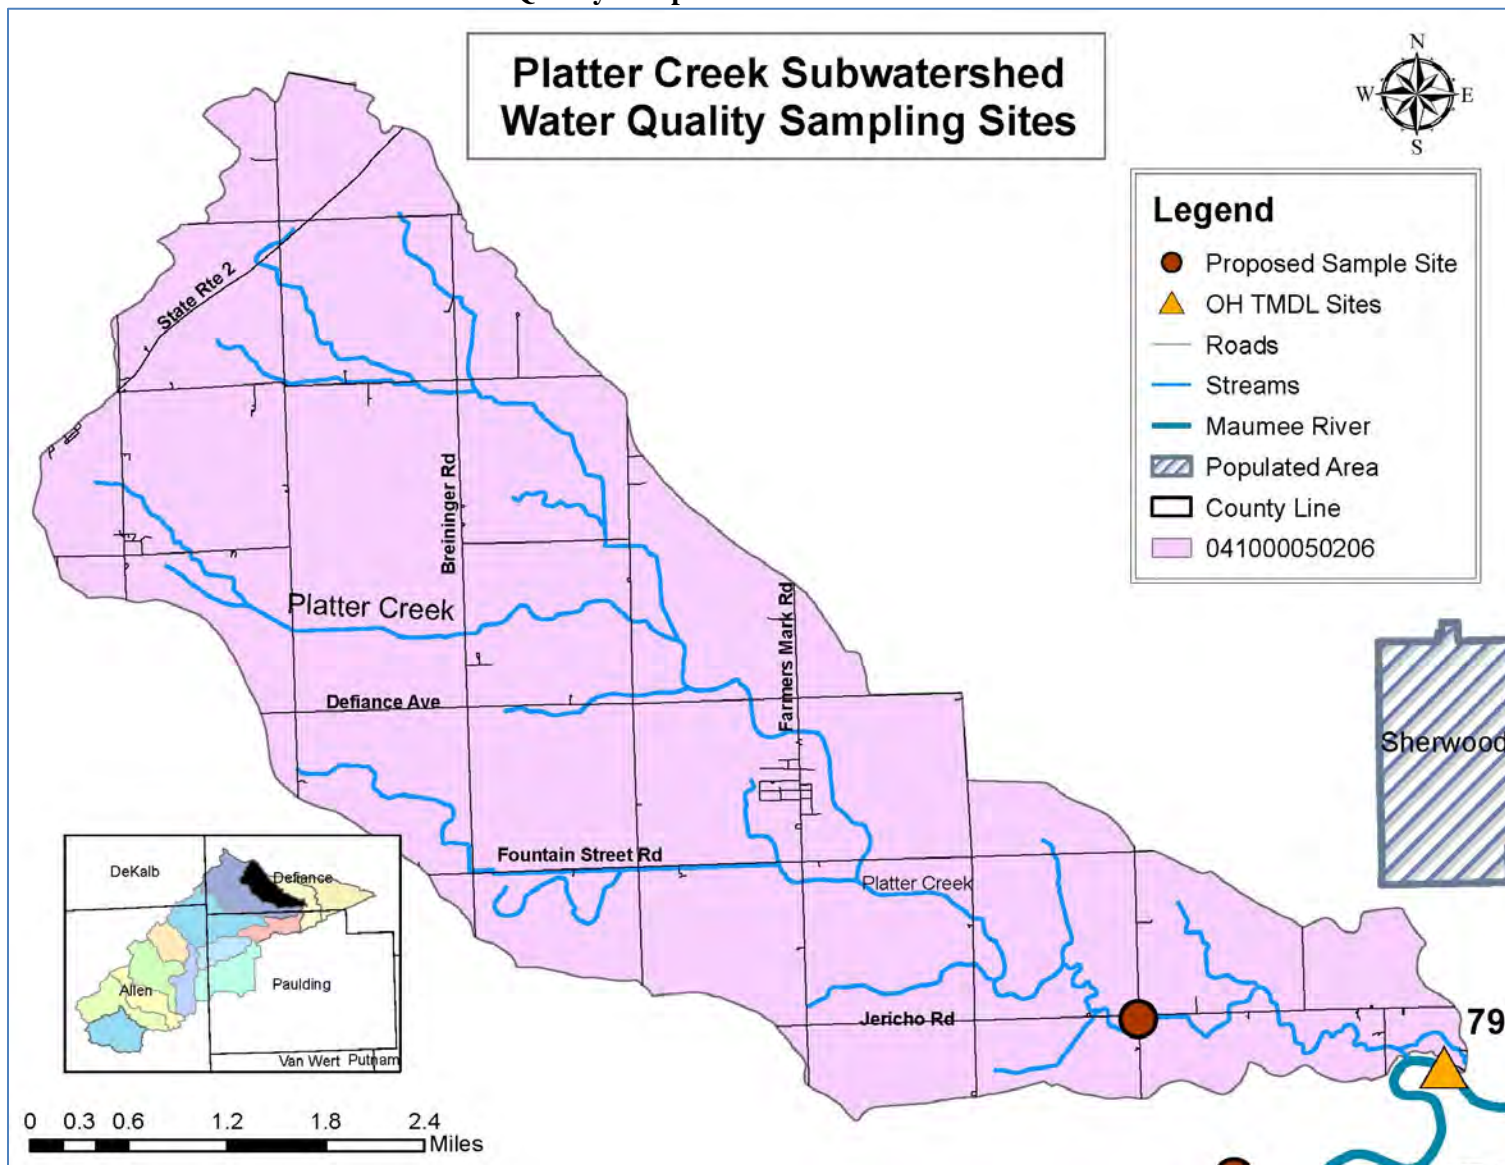 Platter Creek Subwatershed
Water Quality Sampling Sites
N
W E
S
Legend
Proposed Sample Site
OH TMDL Sites
Roads
Streams
Maumee River
Populated Area
County Line
041000050206
State Rte 2
Breininger Rd
Platter Creek
Farmers Mark Rd
Defiance Ave
Sherwood
Fountain Street Rd
Platter Creek
Jericho Rd
79
DeKalb
Defiance
Allen
Paulding
Van Wert Putnam
0 0.3 0.6 1.2 1.8 2.4
Miles